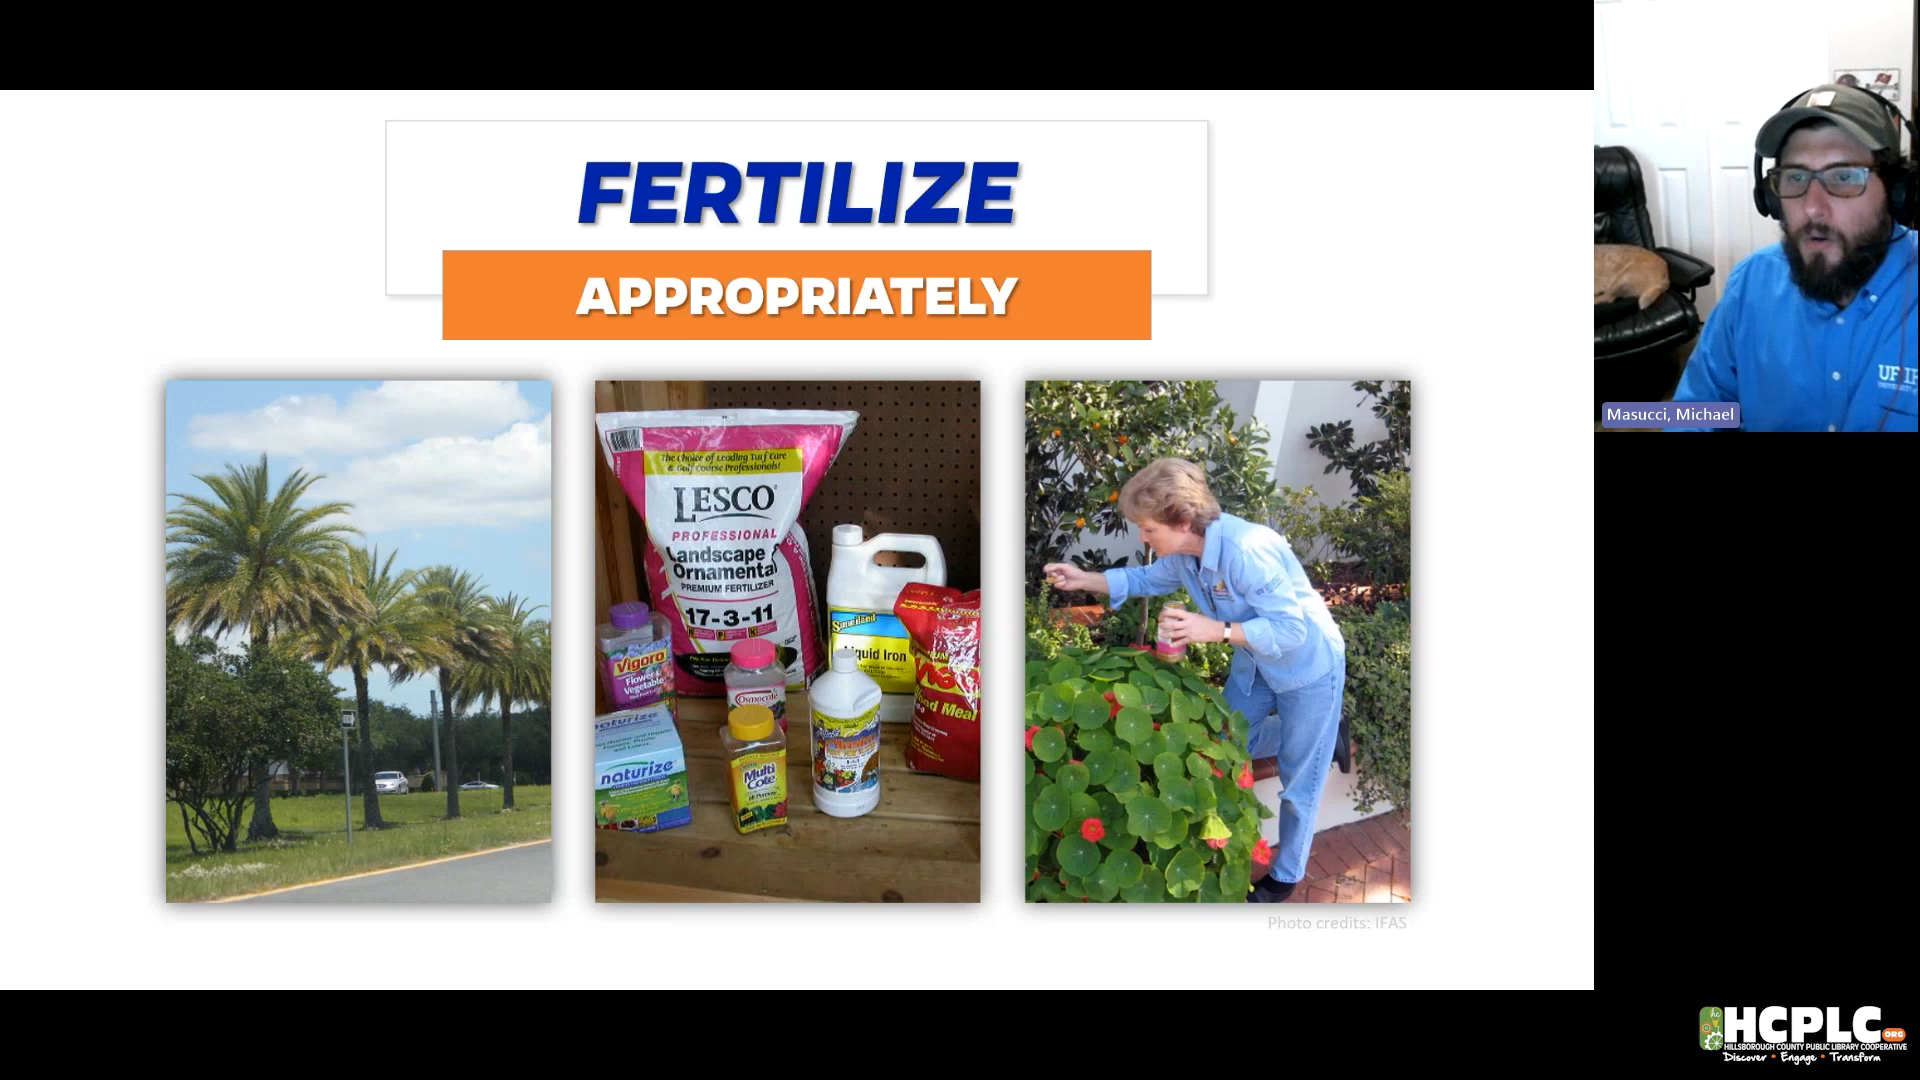 FERTILIZE
APPROPRIATELY
The Choice of Leading Turf Care
& Golf Course Professionals!
LESCO
PROFESSIONAL
Landscape &
Ornamental
PREMIUM FERTILIZER
17-3-11
N P K
Vigoro
Flower &
Vegetable
Osmocote
Sunniland
Liquid Iron
Meal
naturize
naturize
Multi
Cote
Photo credits: IFAS
UF IF
Masucci, Michael
HCPLC.ORG
HILLSBOROUGH COUNTY PUBLIC LIBRARY COOPERATIVE
Discover • Engage • Transform